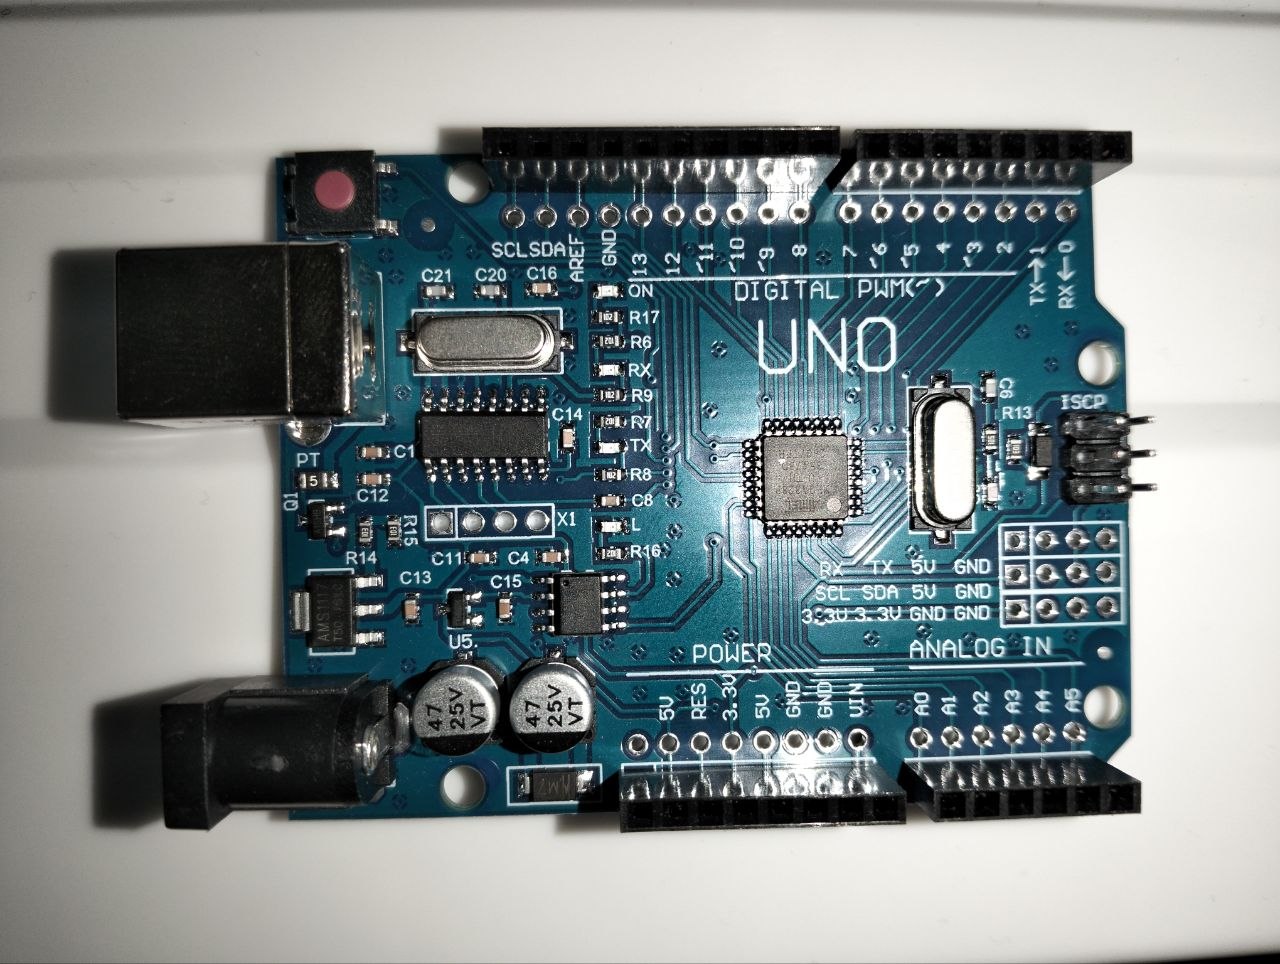 SCL SDA AREF GND 13 12 ~11 ~10 ~9 8
7 ~6 ~5 4 ~3 2 TX→1 RX←0
DIGITAL PWM(~)
UNO
C21 C20 C16
ON
R17
R6
RX
R9
R7
TX
R8
C8
L
R16
C14
C1
PT
5
C12
Q1
X1
R15
R14
C11 C4
C13
C15
AMS1117
U5
47
25V
VT
47
25V
VT
R13
ISCP
RX TX 5V GND
SCL SDA 5V GND
3.3V 3.3V GND GND
POWER
ANALOG IN
5V RES 3.3V 5V GND GND VIN
A0 A1 A2 A3 A4 A5